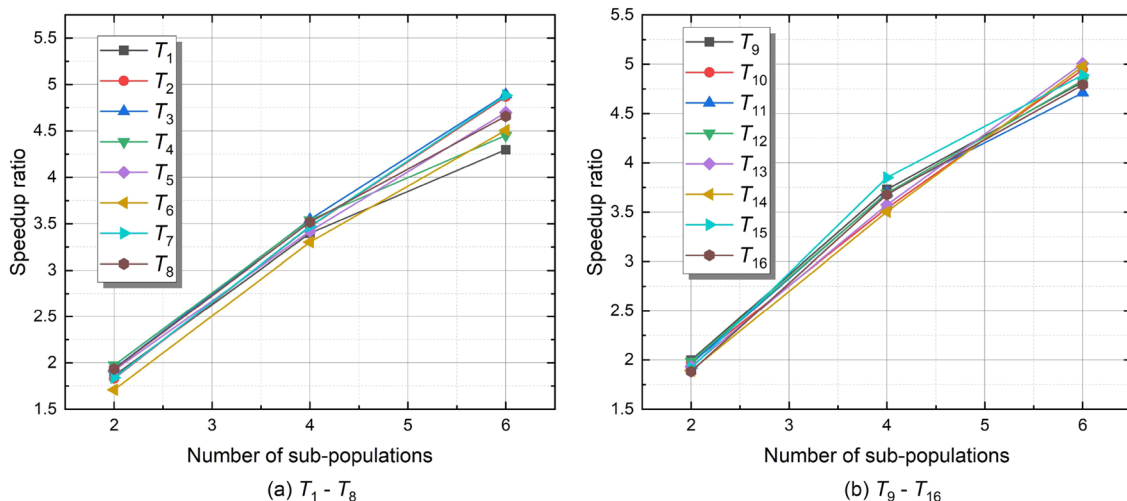 5.5
5
4.5
4
3.5
3
2.5
2
1.5
Speedup ratio
T₁
T₂
T₃
T₄
T₅
T₆
T₇
T₈
2 3 4 5 6
Number of sub-populations
(a) T₁ - T₈
5.5
5
4.5
4
3.5
3
2.5
2
1.5
Speedup ratio
T₉
T₁₀
T₁₁
T₁₂
T₁₃
T₁₄
T₁₅
T₁₆
2 3 4 5 6
Number of sub-populations
(b) T₉ - T₁₆